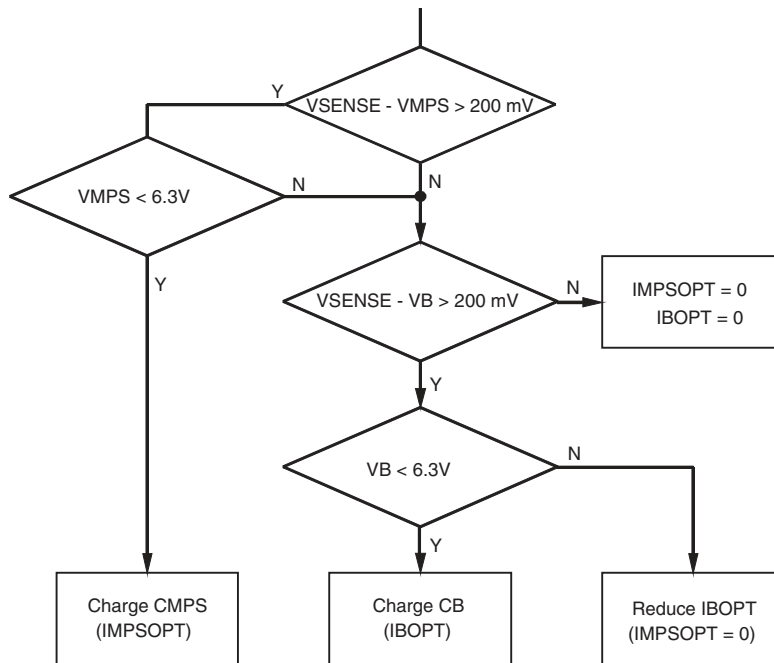 VSENSE - VMPS > 200 mV
Y
N
VMPS < 6.3V
N
Y
VSENSE - VB > 200 mV
N
IMPSOPT = 0
IBOPT = 0
Y
VB < 6.3V
N
Y
Charge CMPS
(IMPSOPT)
Charge CB
(IBOPT)
Reduce IBOPT
(IMPSOPT = 0)